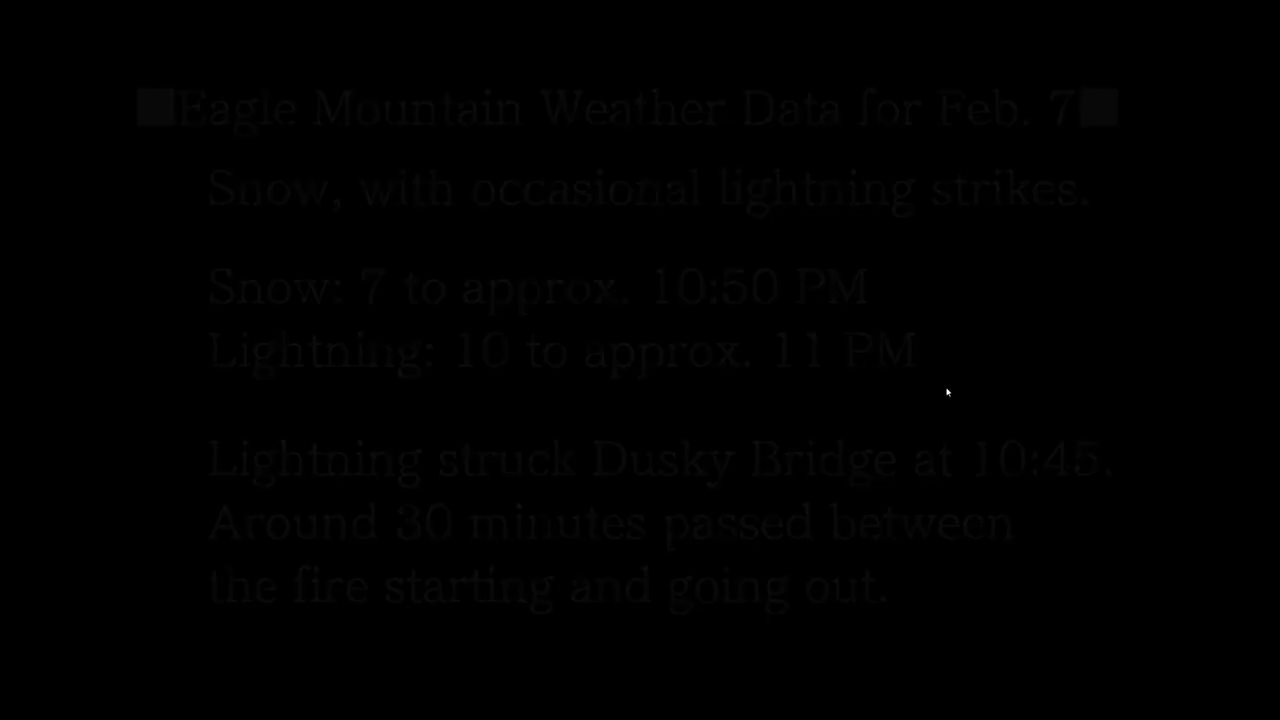 ■Eagle Mountain Weather Data for Feb. 7■
Snow, with occasional lightning strikes.
Snow: 7 to approx. 10:50 PM
Lightning: 10 to approx. 11 PM
Lightning struck Dusky Bridge at 10:45.
Around 30 minutes passed between
the fire starting and going out.